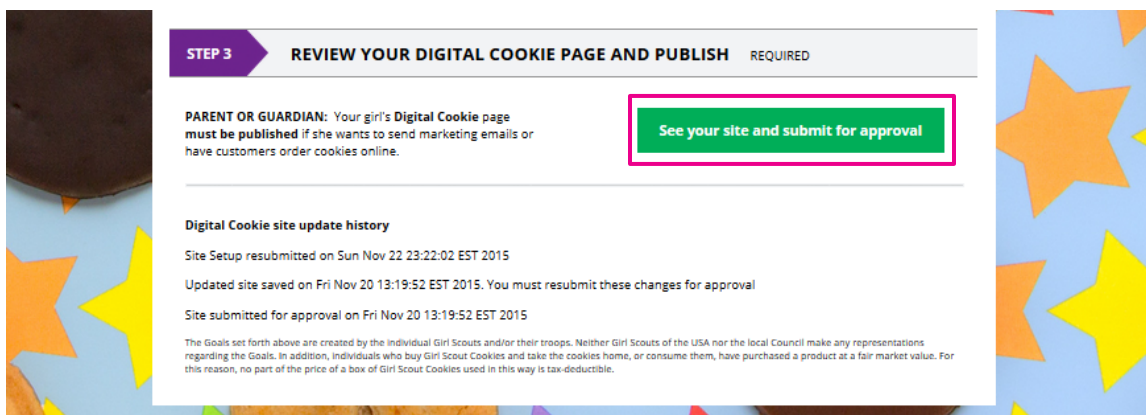 STEP 3
REVIEW YOUR DIGITAL COOKIE PAGE AND PUBLISH REQUIRED
PARENT OR GUARDIAN: Your girl's Digital Cookie page
must be published if she wants to send marketing emails or
have customers order cookies online.
See your site and submit for approval
Digital Cookie site update history
Site Setup resubmitted on Sun Nov 22 23:22:02 EST 2015
Updated site saved on Fri Nov 20 13:19:52 EST 2015. You must resubmit these changes for approval
Site submitted for approval on Fri Nov 20 13:19:52 EST 2015
The Goals set forth above are created by the individual Girl Scouts and/or their troops. Neither Girl Scouts of the USA nor the local Council make any representations
regarding the Goals. In addition, individuals who buy Girl Scout Cookies and take the cookies home, or consume them, have purchased a product at a fair market value. For
this reason, no part of the price of a box of Girl Scout Cookies used in this way is tax-deductible.